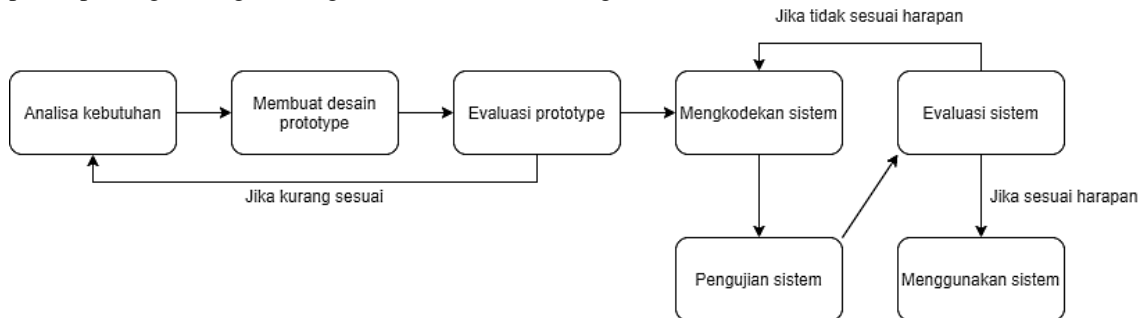 Jika tidak sesuai harapan
Analisa kebutuhan
Membuat desain
prototype
Evaluasi prototype
Mengkodekan sistem
Evaluasi sistem
Jika kurang sesuai
Jika sesuai harapan
Pengujian sistem
Menggunakan sistem